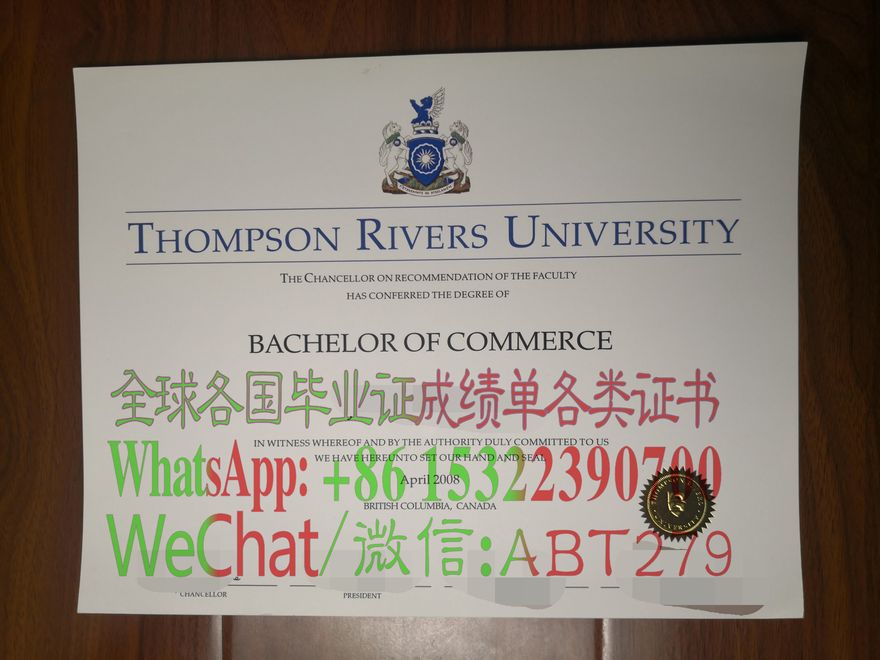 THOMPSON RIVERS UNIVERSITY
THE CHANCELLOR ON RECOMMENDATION OF THE FACULTY
HAS CONFERRED THE DEGREE OF
BACHELOR OF COMMERCE
全球各国毕业证成绩单各类证书
IN WITNESS WHEREOF AND BY THE AUTHORITY DULY COMMITTED TO US
WE HAVE HEREUNTO SET OUR HAND AND SEAL
WhatsApp: +86 15322390700
April 2008
BRITISH COLUMBIA, CANADA
WeChat/微信:ABT279
CHANCELLOR
PRESIDENT